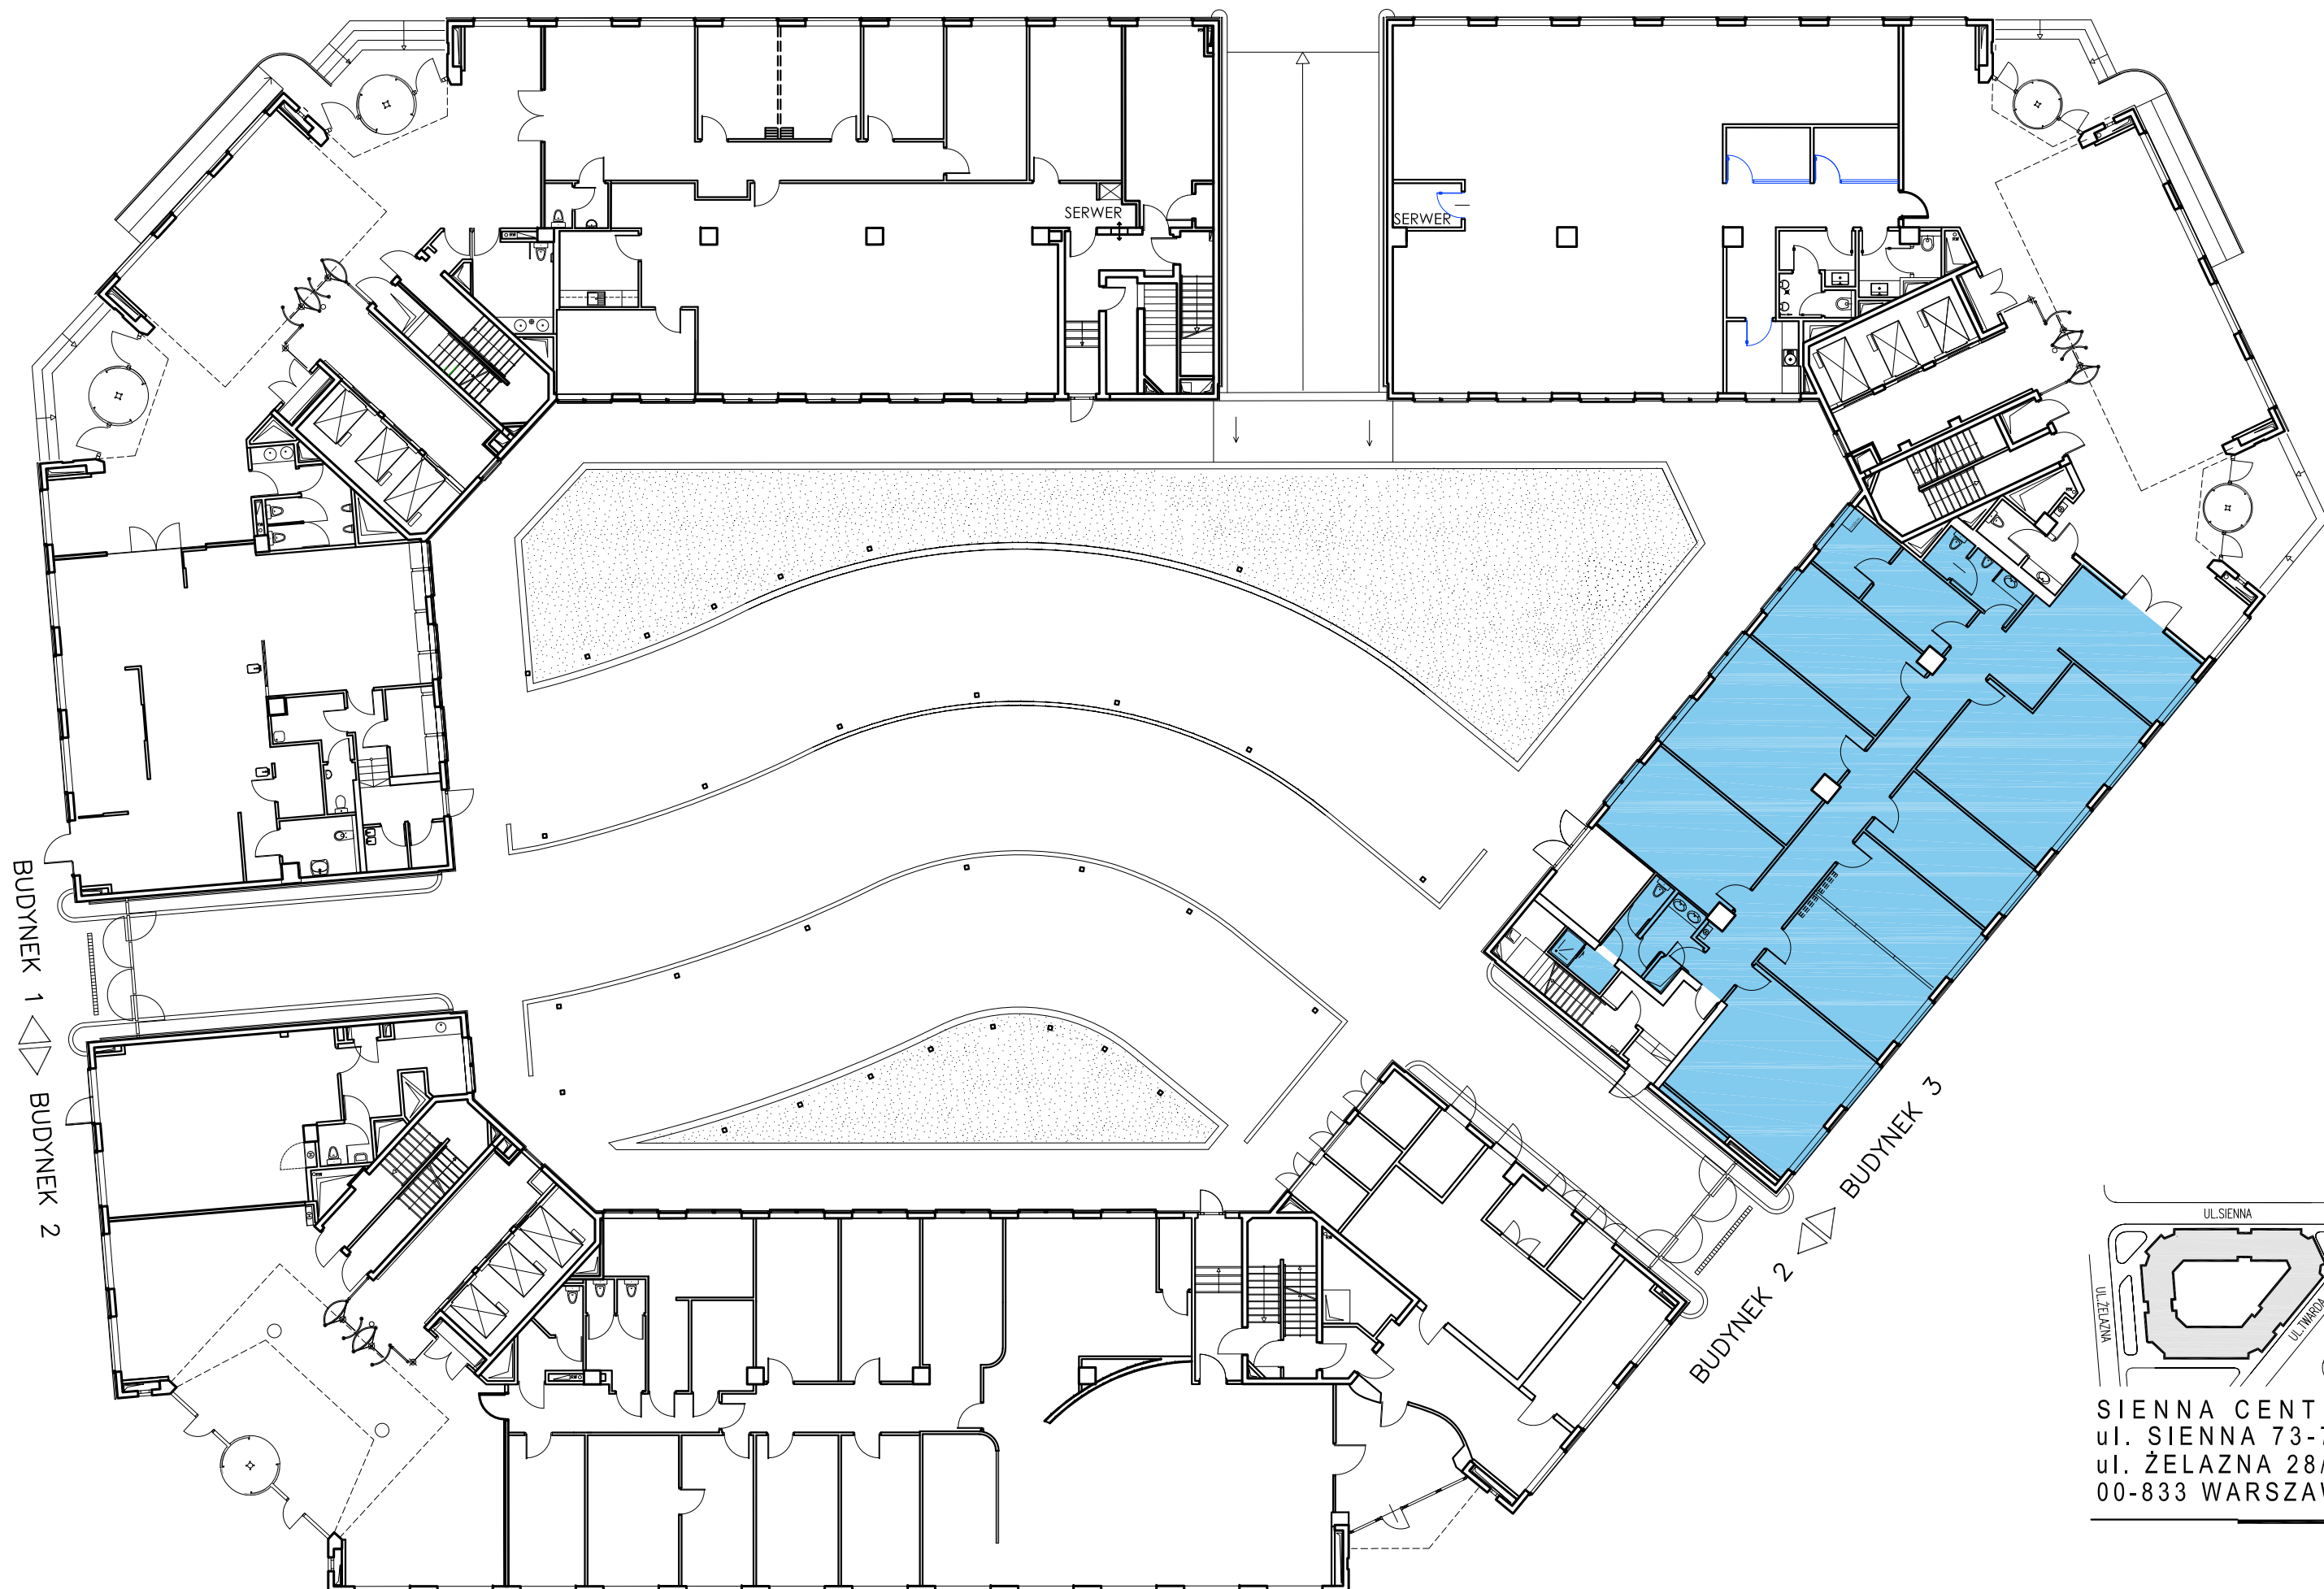 SERWER
SERWER
BUDYNEK 1
BUDYNEK 2
BUDYNEK 3
BUDYNEK 2
UL.SIENNA
UL.ŻELAZNA
UL.TWARDA
SIENNA CENT
ul. SIENNA 73-7
ul. ŻELAZNA 28/
00-833 WARSZAW